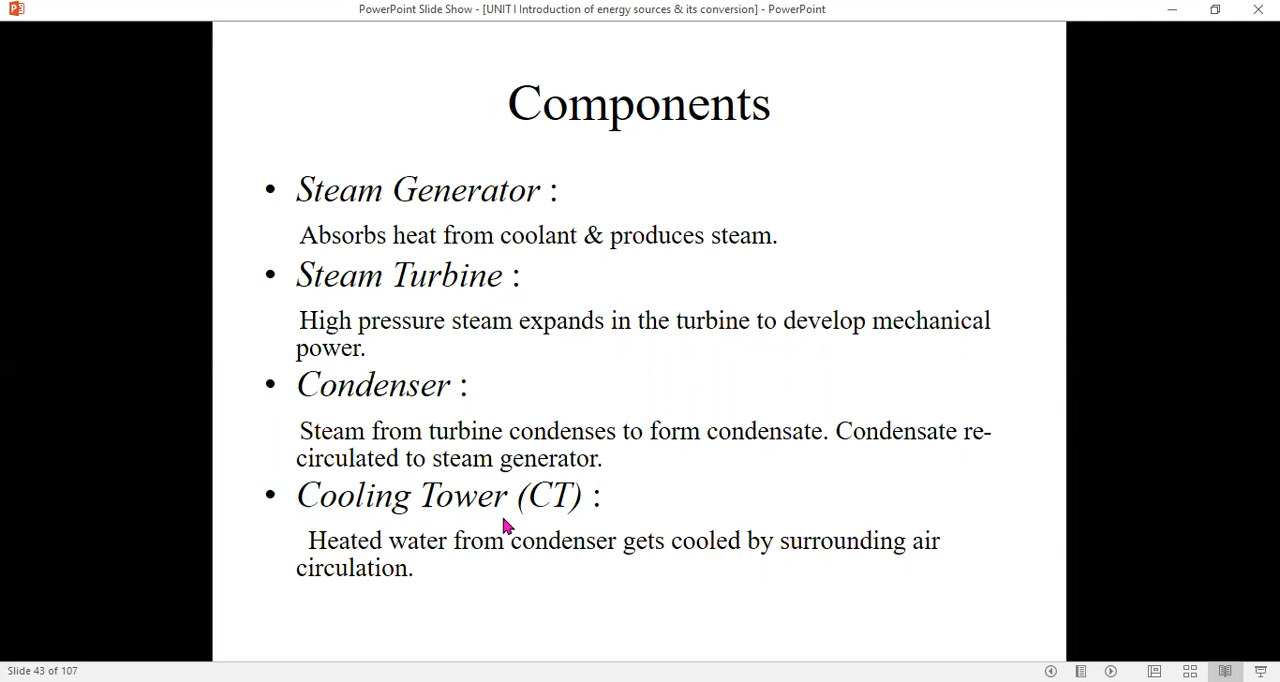 PowerPoint Slide Show - [UNIT I Introduction of energy sources & its conversion] - PowerPoint
Components
• Steam Generator :
Absorbs heat from coolant & produces steam.
• Steam Turbine :
High pressure steam expands in the turbine to develop mechanical
power.
• Condenser :
Steam from turbine condenses to form condensate. Condensate re-
circulated to steam generator.
• Cooling Tower (CT) :
Heated water from condenser gets cooled by surrounding air
circulation.
Slide 43 of 107